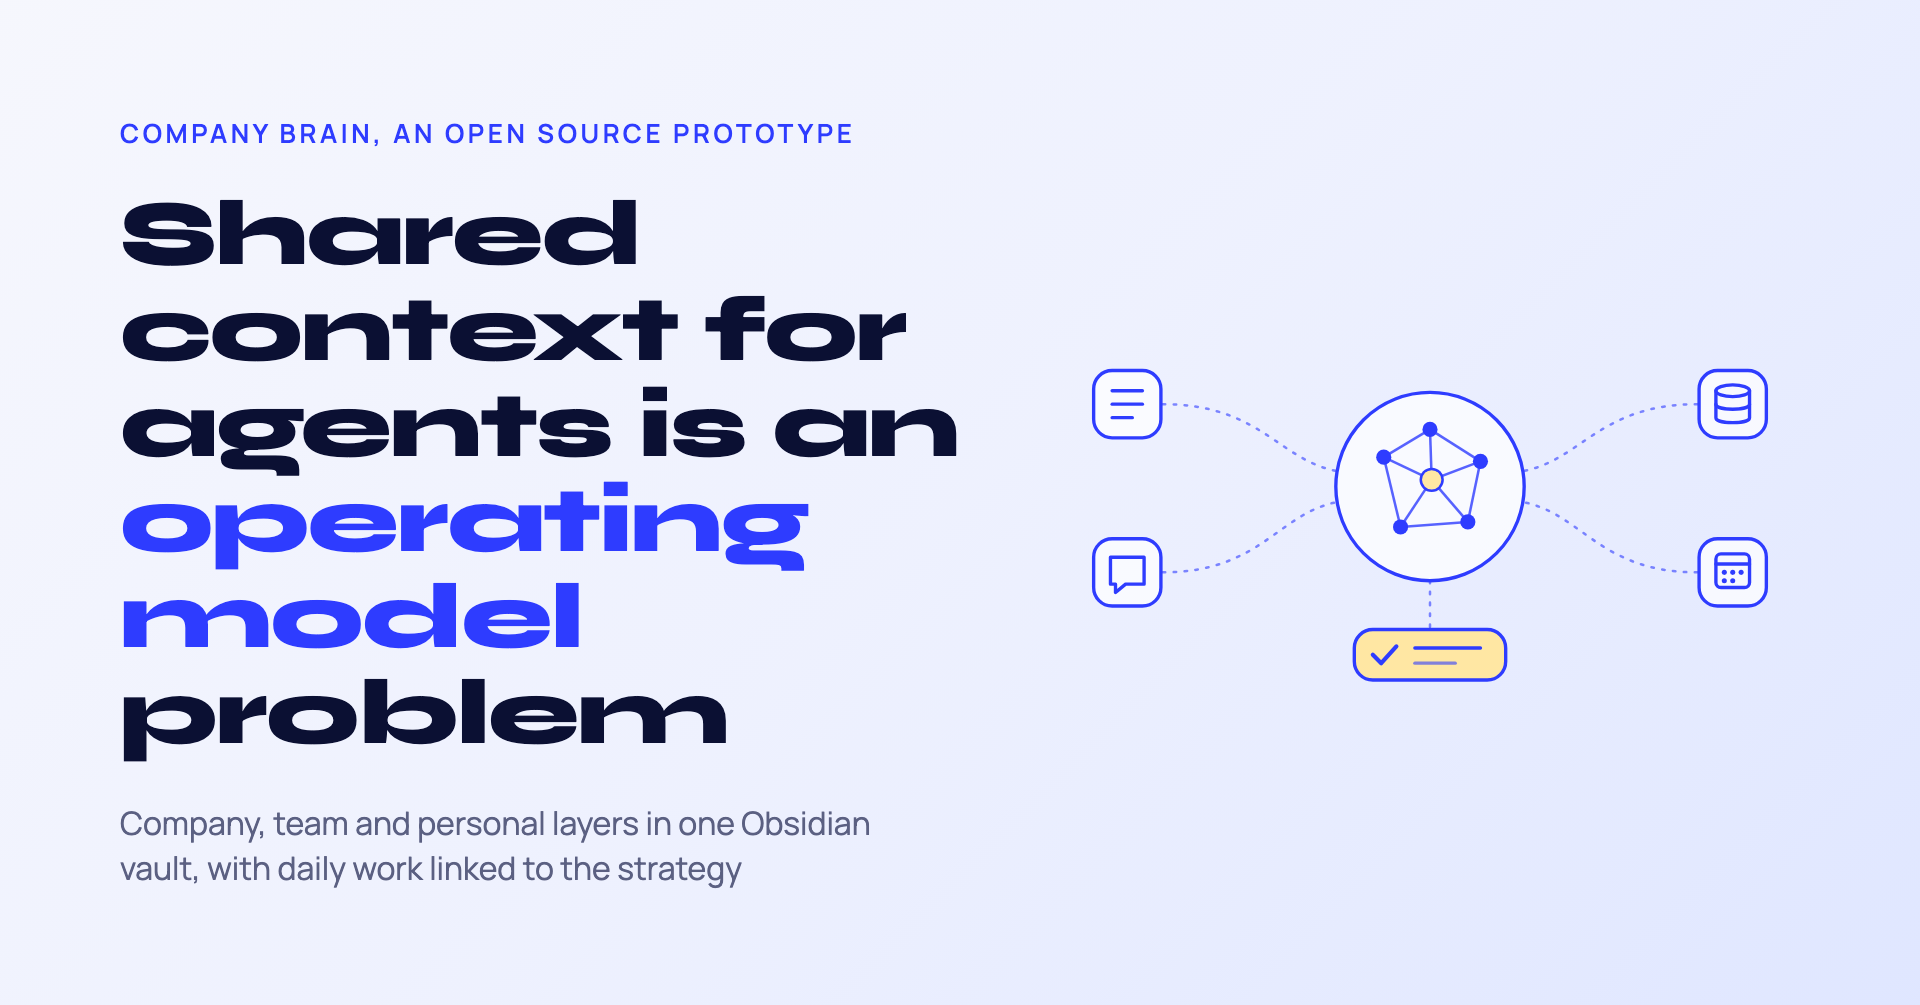 COMPANY BRAIN, AN OPEN SOURCE PROTOTYPE
Shared
context for
agents is an
operating
model
problem
Company, team and personal layers in one Obsidian
vault, with daily work linked to the strategy